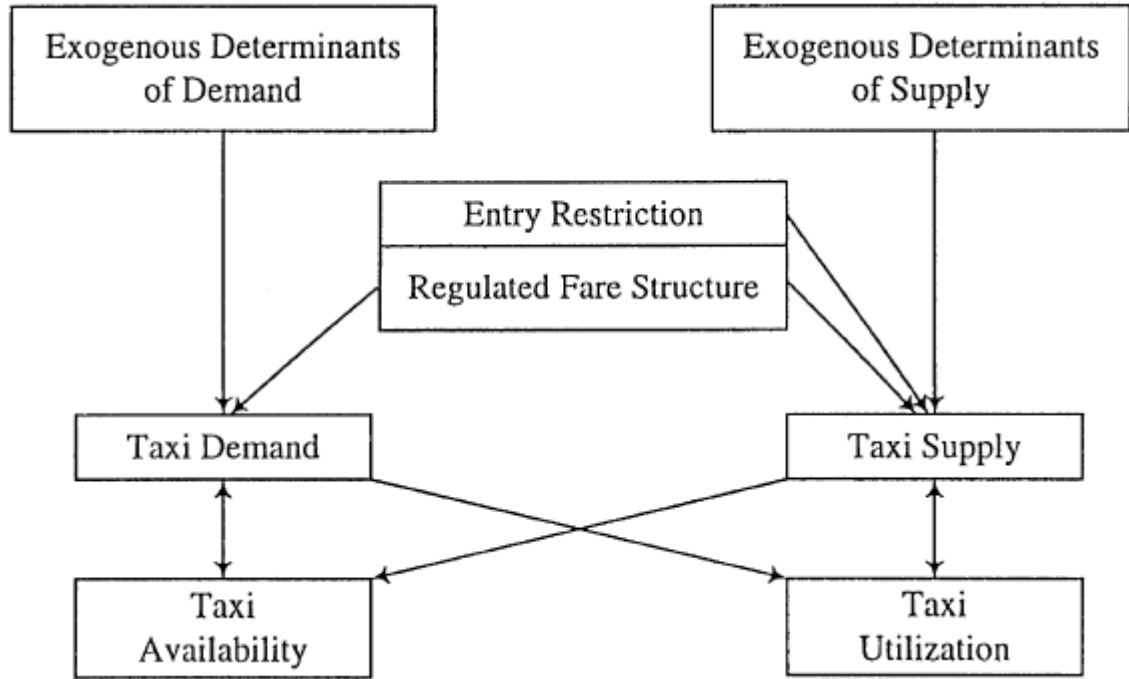 Exogenous Determinants
of Demand
Exogenous Determinants
of Supply
Entry Restriction
Regulated Fare Structure
Taxi Demand
Taxi Supply
Taxi
Availability
Taxi
Utilization